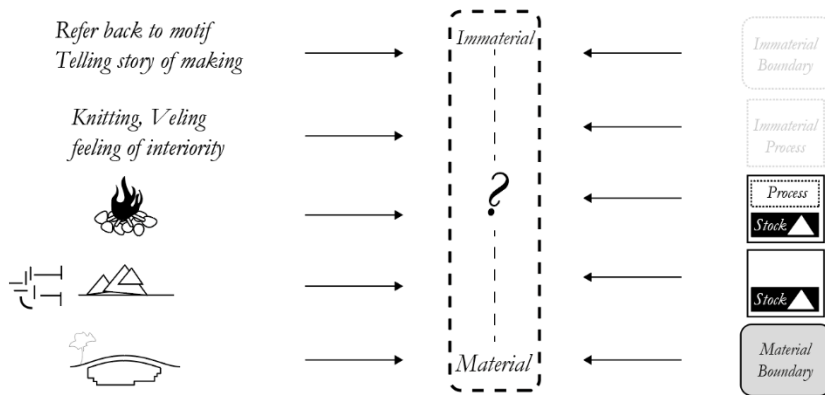 Refer back to motif
Telling story of making
Knitting, Veling
feeling of interiority
Immaterial
?
Material
Immaterial
Boundary
Immaterial
Process
Process
Stock
Stock
Material
Boundary